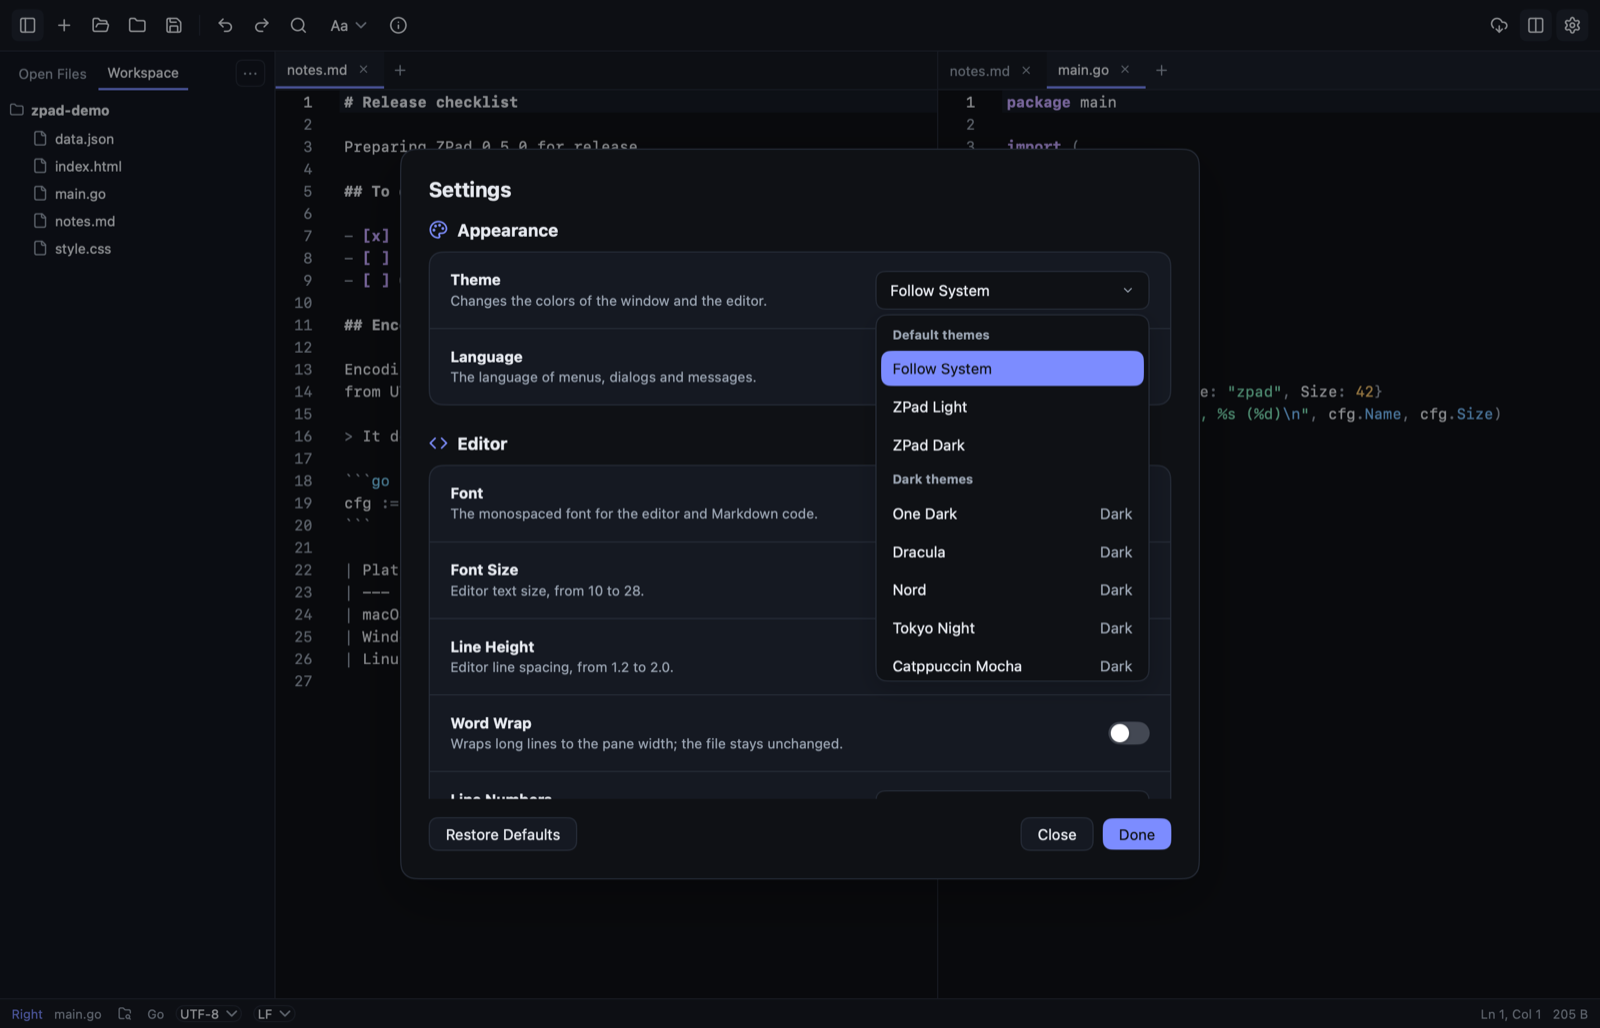 Aa
Open Files Workspace ...
zpad-demo
data.json
index.html
main.go
notes.md
style.css
notes.md × +
1 # Release checklist
2
3 Preparing ZPad 0.5.0 for release
4
5 ## To
6
7 - [x]
8 - [ ]
9 - [ ]
10
11 ## Enc
12
13 Encodi
14 from U
15
16 > It d
17
18 ```go
19 cfg :=
20 ```
21
22 | Plat
23 | ---
24 | macO
25 | Wind
26 | Linu
27
notes.md × main.go × +
1 package main
2
3 import (
e: "zpad", Size: 42}
, %s (%d)\n", cfg.Name, cfg.Size)
Settings
Appearance
Theme
Changes the colors of the window and the editor.
Follow System
Language
The language of menus, dialogs and messages.
Default themes
Follow System
ZPad Light
ZPad Dark
Dark themes
One Dark Dark
Dracula Dark
Nord Dark
Tokyo Night Dark
Catppuccin Mocha Dark
Editor
Font
The monospaced font for the editor and Markdown code.
Font Size
Editor text size, from 10 to 28.
Line Height
Editor line spacing, from 1.2 to 2.0.
Word Wrap
Wraps long lines to the pane width; the file stays unchanged.
Line Numbers
Restore Defaults Close Done
Right main.go Go UTF-8 LF Ln 1, Col 1 205 B